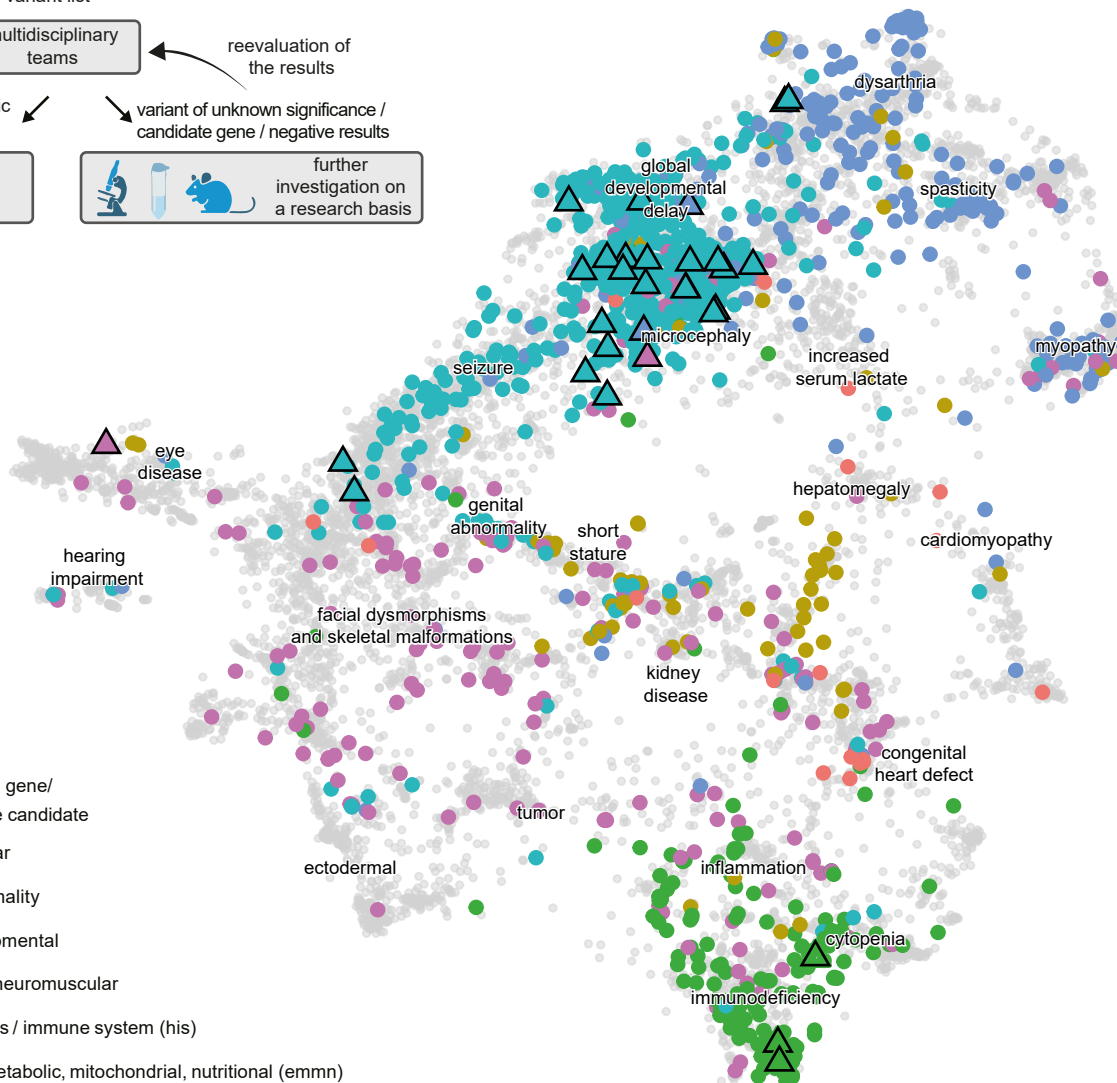 variant list
multidisciplinary
teams
reevaluation of
the results
variant of unknown significance /
candidate gene / negative results
further
investigation on
a research basis
dysarthria
global
developmental
delay
spasticity
microcephaly
myopathy
increased
serum lactate
seizure
eye
disease
hepatomegaly
genital
abnormality
short
stature
cardiomyopathy
hearing
impairment
facial dysmorphisms
and skeletal malformations
kidney
disease
congenital
heart defect
gene/
candidate
tumor
ectodermal
inflammation
cytopenia
neuromuscular
immunodeficiency
/ immune system (his)
metabolic, mitochondrial, nutritional (emmn)